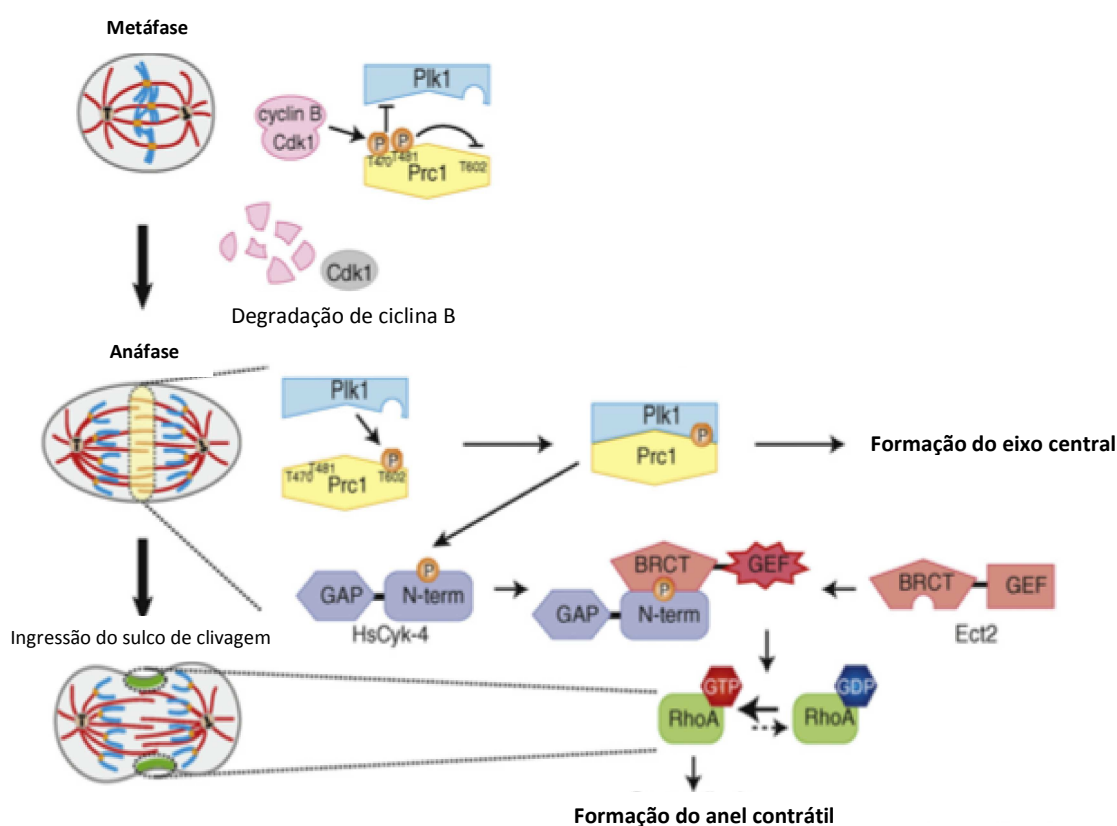 Metáfase
Plk1
cyclin B
Cdk1
P
P
T470
T481
T602
Prc1
Cdk1
Degradação de ciclina B
Anáfase
Plk1
P
T470
T481
T602
Prc1
Plk1
P
Prc1
Formação do eixo central
P
GAP
N-term
HsCyk-4
BRCT
GEF
P
GAP
N-term
BRCT
GEF
Ect2
Ingressão do sulco de clivagem
GTP
RhoA
GDP
RhoA
Formação do anel contrátil